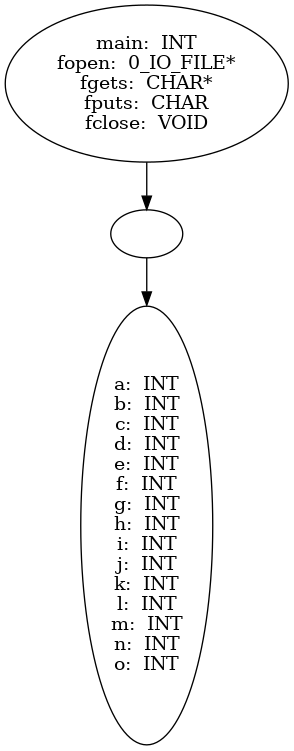 main:  INT
fopen:  0_IO_FILE*
fgets:  CHAR*
fputs:  CHAR
fclose:  VOID
a:  INT
b:  INT
c:  INT
d:  INT
e:  INT
f:  INT
g:  INT
h:  INT
i:  INT
j:  INT
k:  INT
l:  INT
m:  INT
n:  INT
o:  INT